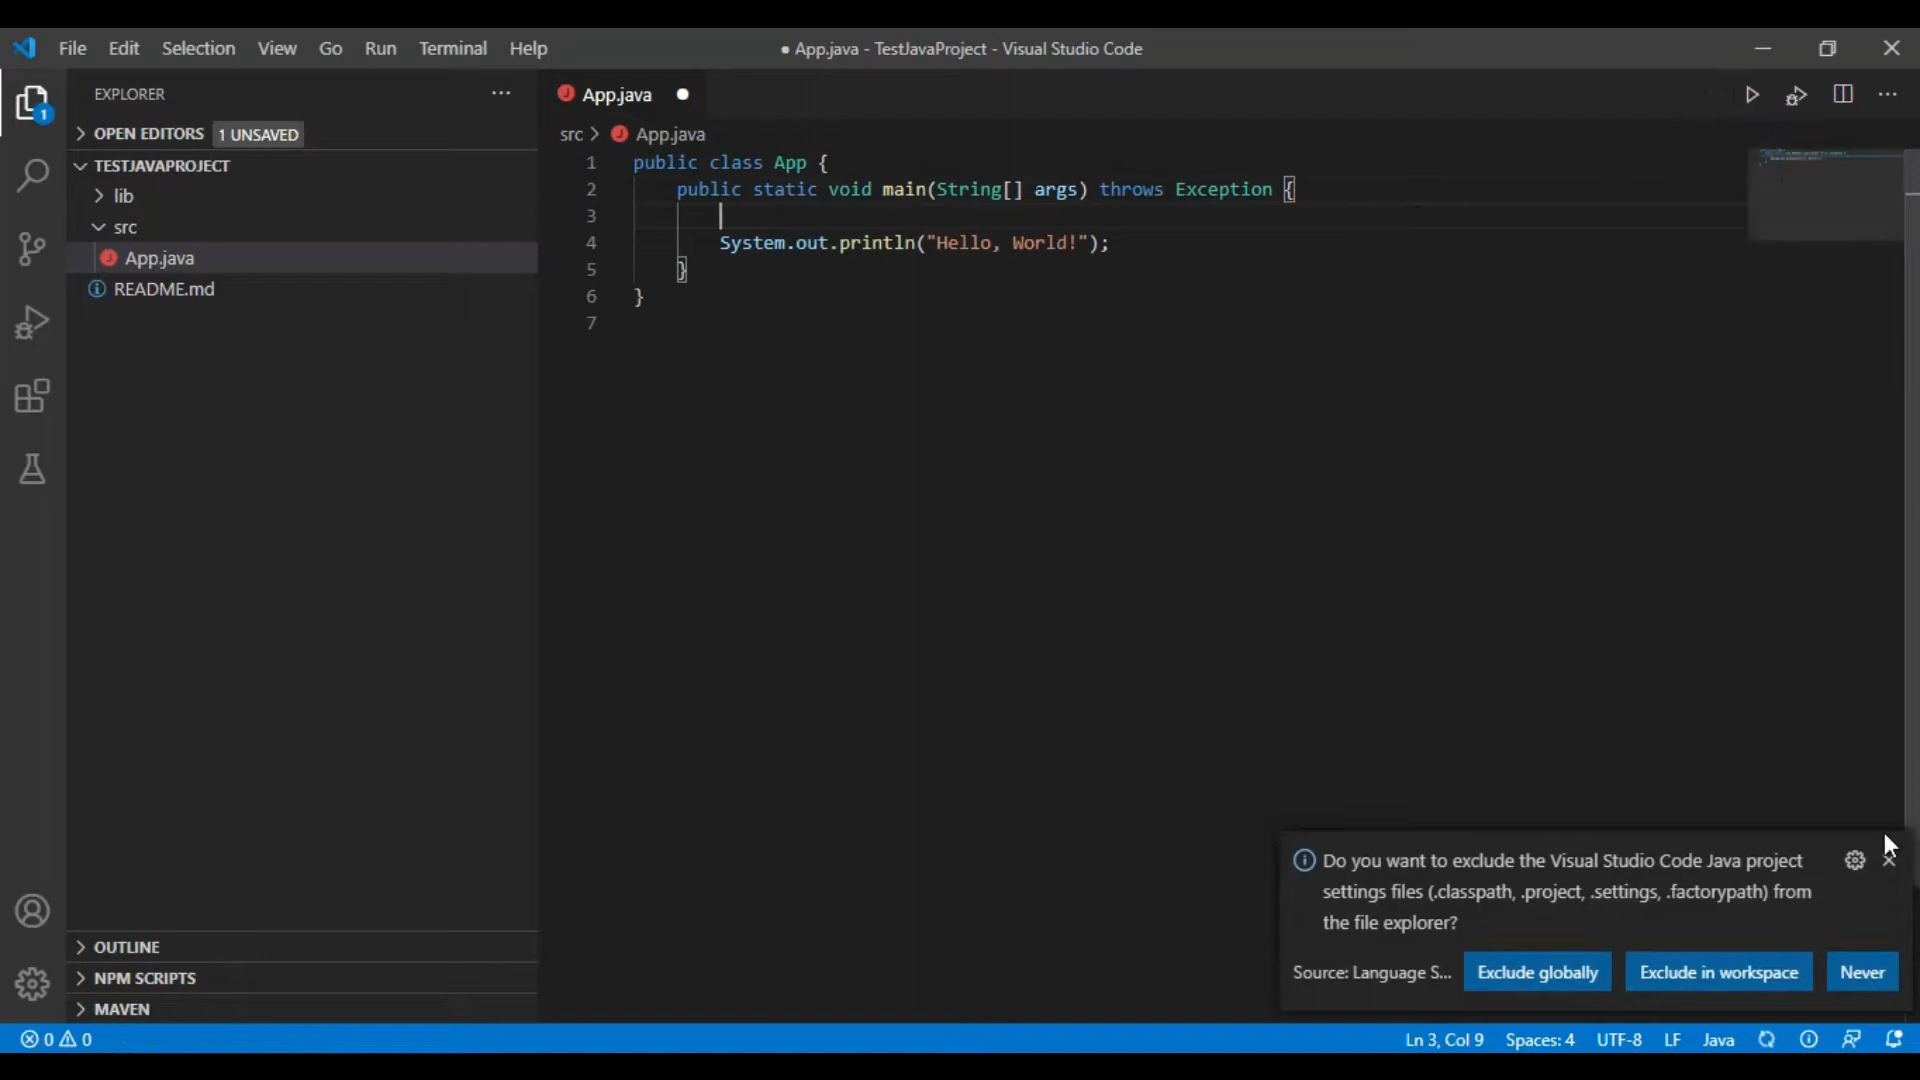 File Edit Selection View Go Run Terminal Help
● App.java - TestJavaProject - Visual Studio Code
1
EXPLORER
OPEN EDITORS 1 UNSAVED
TESTJAVAPROJECT
lib
src
App.java
README.md
OUTLINE
NPM SCRIPTS
MAVEN
App.java
src > App.java
1 public class App {
2 public static void main(String[] args) throws Exception {
3
4 System.out.println("Hello, World!");
5 }
6 }
7
Do you want to exclude the Visual Studio Code Java project
settings files (.classpath, .project, .settings, .factorypath) from
the file explorer?
Source: Language S... Exclude globally Exclude in workspace Never
0 0 Ln 3, Col 9 Spaces: 4 UTF-8 LF Java